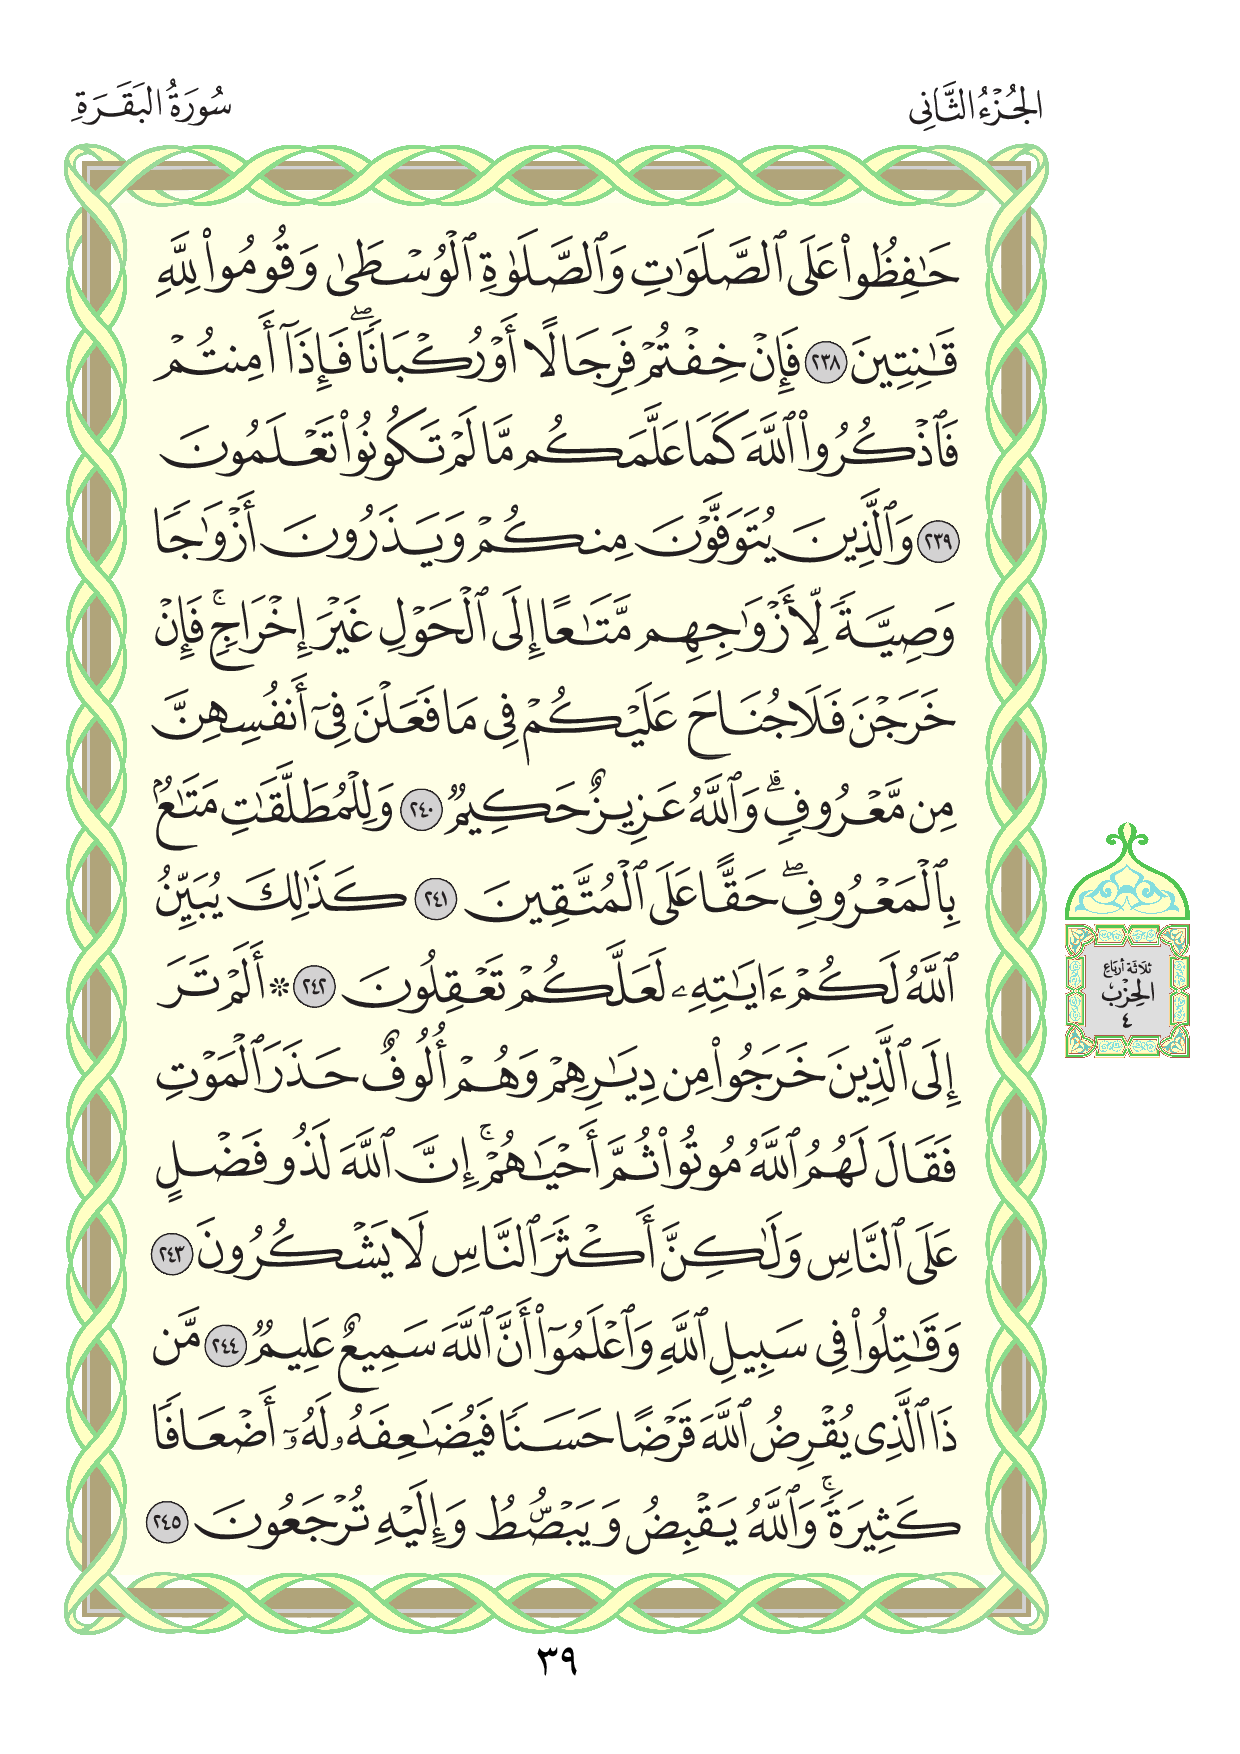 الجُزْءُ الثَّانِي
سُورَةُ البَقَرَةِ
حَٰفِظُواْ عَلَى ٱلصَّلَوَٰتِ وَٱلصَّلَوٰةِ ٱلْوُسْطَىٰ وَقُومُواْ لِلَّهِ
قَٰنِتِينَ ٢٣٨ فَإِنْ خِفْتُمْ فَرِجَالًا أَوْ رُكْبَانًاۖ فَإِذَآ أَمِنتُمْ
فَٱذْكُرُواْ ٱللَّهَ كَمَا عَلَّمَكُم مَّا لَمْ تَكُونُواْ تَعْلَمُونَ
٢٣٩ وَٱلَّذِينَ يُتَوَفَّوْنَ مِنكُمْ وَيَذَرُونَ أَزْوَٰجًا
وَصِيَّةً لِّأَزْوَٰجِهِم مَّتَٰعًا إِلَى ٱلْحَوْلِ غَيْرَ إِخْرَاجٍۚ فَإِنْ
خَرَجْنَ فَلَا جُنَاحَ عَلَيْكُمْ فِى مَا فَعَلْنَ فِىٓ أَنفُسِهِنَّ
مِن مَّعْرُوفٍۗ وَٱللَّهُ عَزِيزٌ حَكِيمٌ ٢٤٠ وَلِلْمُطَلَّقَٰتِ مَتَٰعٌۢ
بِٱلْمَعْرُوفِۖ حَقًّا عَلَى ٱلْمُتَّقِينَ ٢٤١ كَذَٰلِكَ يُبَيِّنُ
ٱللَّهُ لَكُمْ ءَايَٰتِهِۦ لَعَلَّكُمْ تَعْقِلُونَ ٢٤٢ ۞ أَلَمْ تَرَ
إِلَى ٱلَّذِينَ خَرَجُواْ مِن دِيَٰرِهِمْ وَهُمْ أُلُوفٌ حَذَرَ ٱلْمَوْتِ
فَقَالَ لَهُمُ ٱللَّهُ مُوتُواْ ثُمَّ أَحْيَٰهُمْۚ إِنَّ ٱللَّهَ لَذُو فَضْلٍ
عَلَى ٱلنَّاسِ وَلَٰكِنَّ أَكْثَرَ ٱلنَّاسِ لَا يَشْكُرُونَ ٢٤٣
وَقَٰتِلُواْ فِى سَبِيلِ ٱللَّهِ وَٱعْلَمُوٓاْ أَنَّ ٱللَّهَ سَمِيعٌ عَلِيمٌ ٢٤٤ مَّن
ذَا ٱلَّذِى يُقْرِضُ ٱللَّهَ قَرْضًا حَسَنًا فَيُضَٰعِفَهُۥ لَهُۥٓ أَضْعَافًا
كَثِيرَةًۚ وَٱللَّهُ يَقْبِضُ وَيَبْصُۜطُ وَإِلَيْهِ تُرْجَعُونَ ٢٤٥
ثلاثة أرباع
الحِزْب
٤
٣٩